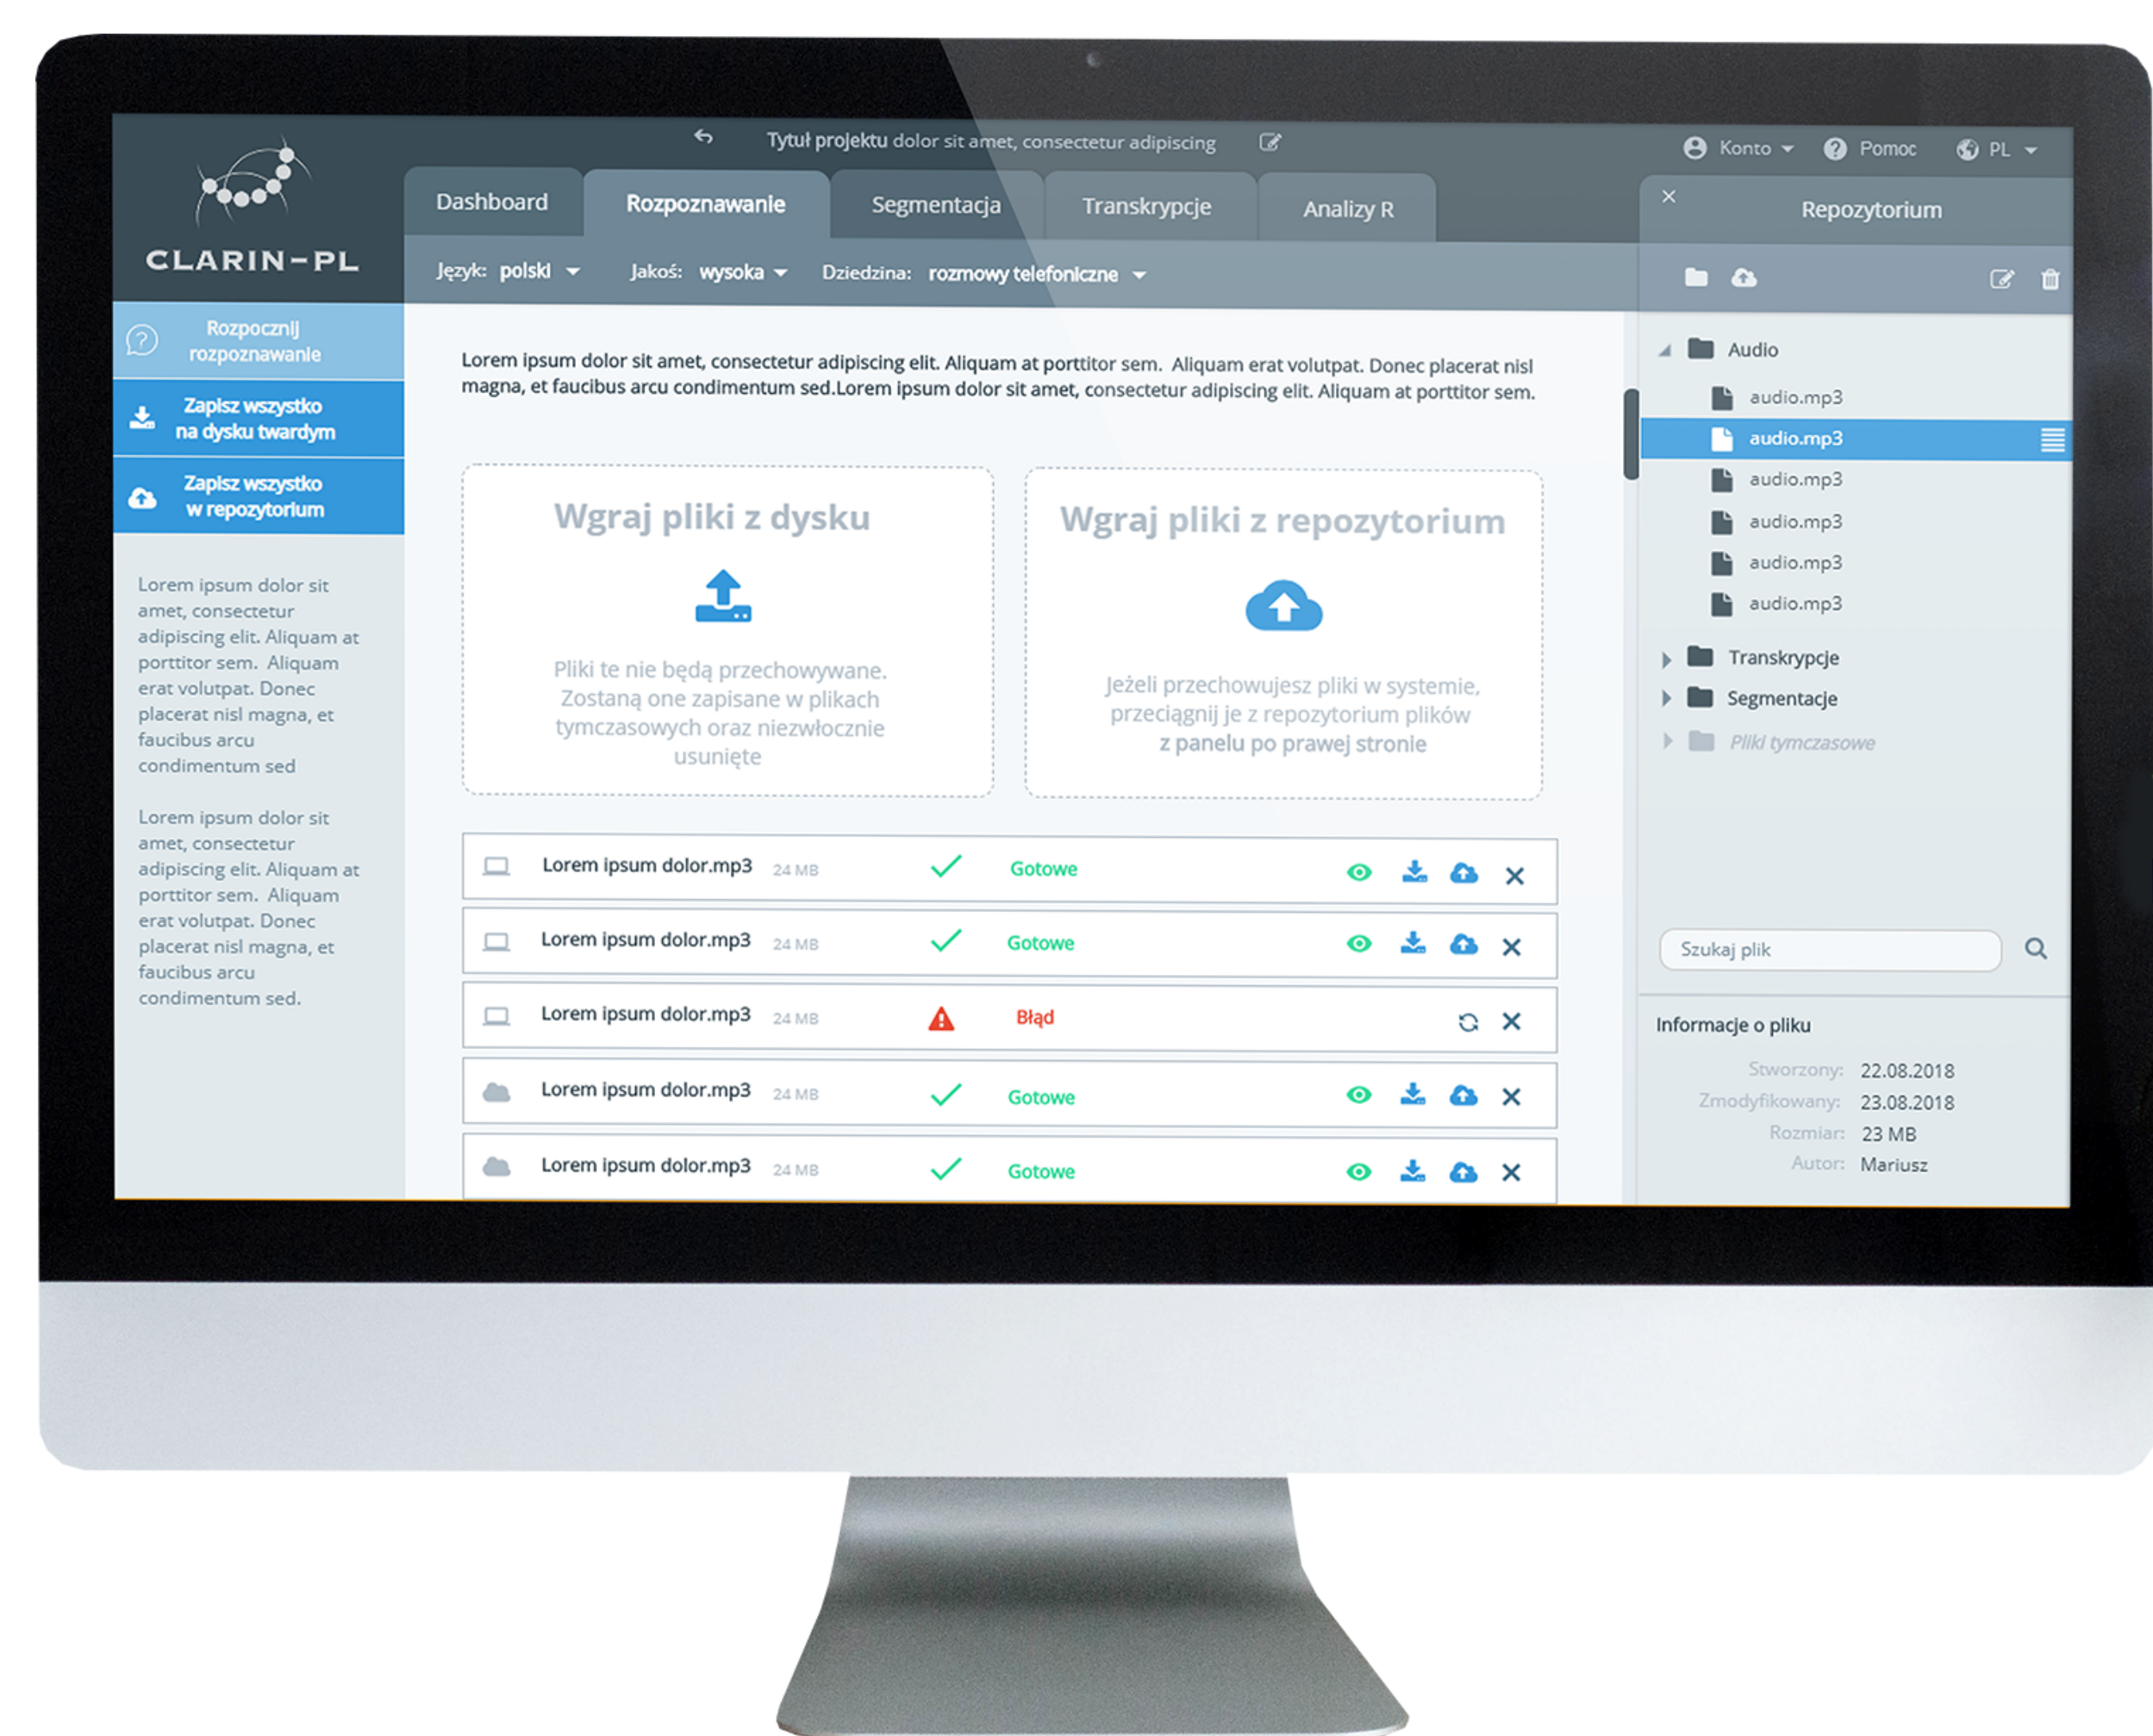 CLARIN-PL
Tytuł projektu dolor sit amet, consectetur adipiscing
Konto
Pomoc
PL
Dashboard
Rozpoznawanie
Segmentacja
Transkrypcje
Analizy R
Repozytorium
Język: polski
Jakoś: wysoka
Dziedzina: rozmowy telefoniczne
Rozpocznij
rozpoznawanie
Zapisz wszystko
na dysku twardym
Zapisz wszystko
w repozytorium
Lorem ipsum dolor sit
amet, consectetur
adipiscing elit. Aliquam at
porttitor sem. Aliquam
erat volutpat. Donec
placerat nisl magna, et
faucibus arcu
condimentum sed
Lorem ipsum dolor sit
amet, consectetur
adipiscing elit. Aliquam at
porttitor sem. Aliquam
erat volutpat. Donec
placerat nisl magna, et
faucibus arcu
condimentum sed.
Lorem ipsum dolor sit amet, consectetur adipiscing elit. Aliquam at porttitor sem. Aliquam erat volutpat. Donec placerat nisl
magna, et faucibus arcu condimentum sed.Lorem ipsum dolor sit amet, consectetur adipiscing elit. Aliquam at porttitor sem.
Wgraj pliki z dysku
Pliki te nie będą przechowywane.
Zostaną one zapisane w plikach
tymczasowych oraz niezwłocznie
usunięte
Wgraj pliki z repozytorium
Jeżeli przechowujesz pliki w systemie,
przeciągnij je z repozytorium plików
z panelu po prawej stronie
Lorem ipsum dolor.mp3 24 MB Gotowe
Lorem ipsum dolor.mp3 24 MB Gotowe
Lorem ipsum dolor.mp3 24 MB Błąd
Lorem ipsum dolor.mp3 24 MB Gotowe
Lorem ipsum dolor.mp3 24 MB Gotowe
Audio
audio.mp3
audio.mp3
audio.mp3
audio.mp3
audio.mp3
audio.mp3
Transkrypcje
Segmentacje
Pliki tymczasowe
Szukaj plik
Informacje o pliku
Stworzony: 22.08.2018
Zmodyfikowany: 23.08.2018
Rozmiar: 23 MB
Autor: Mariusz